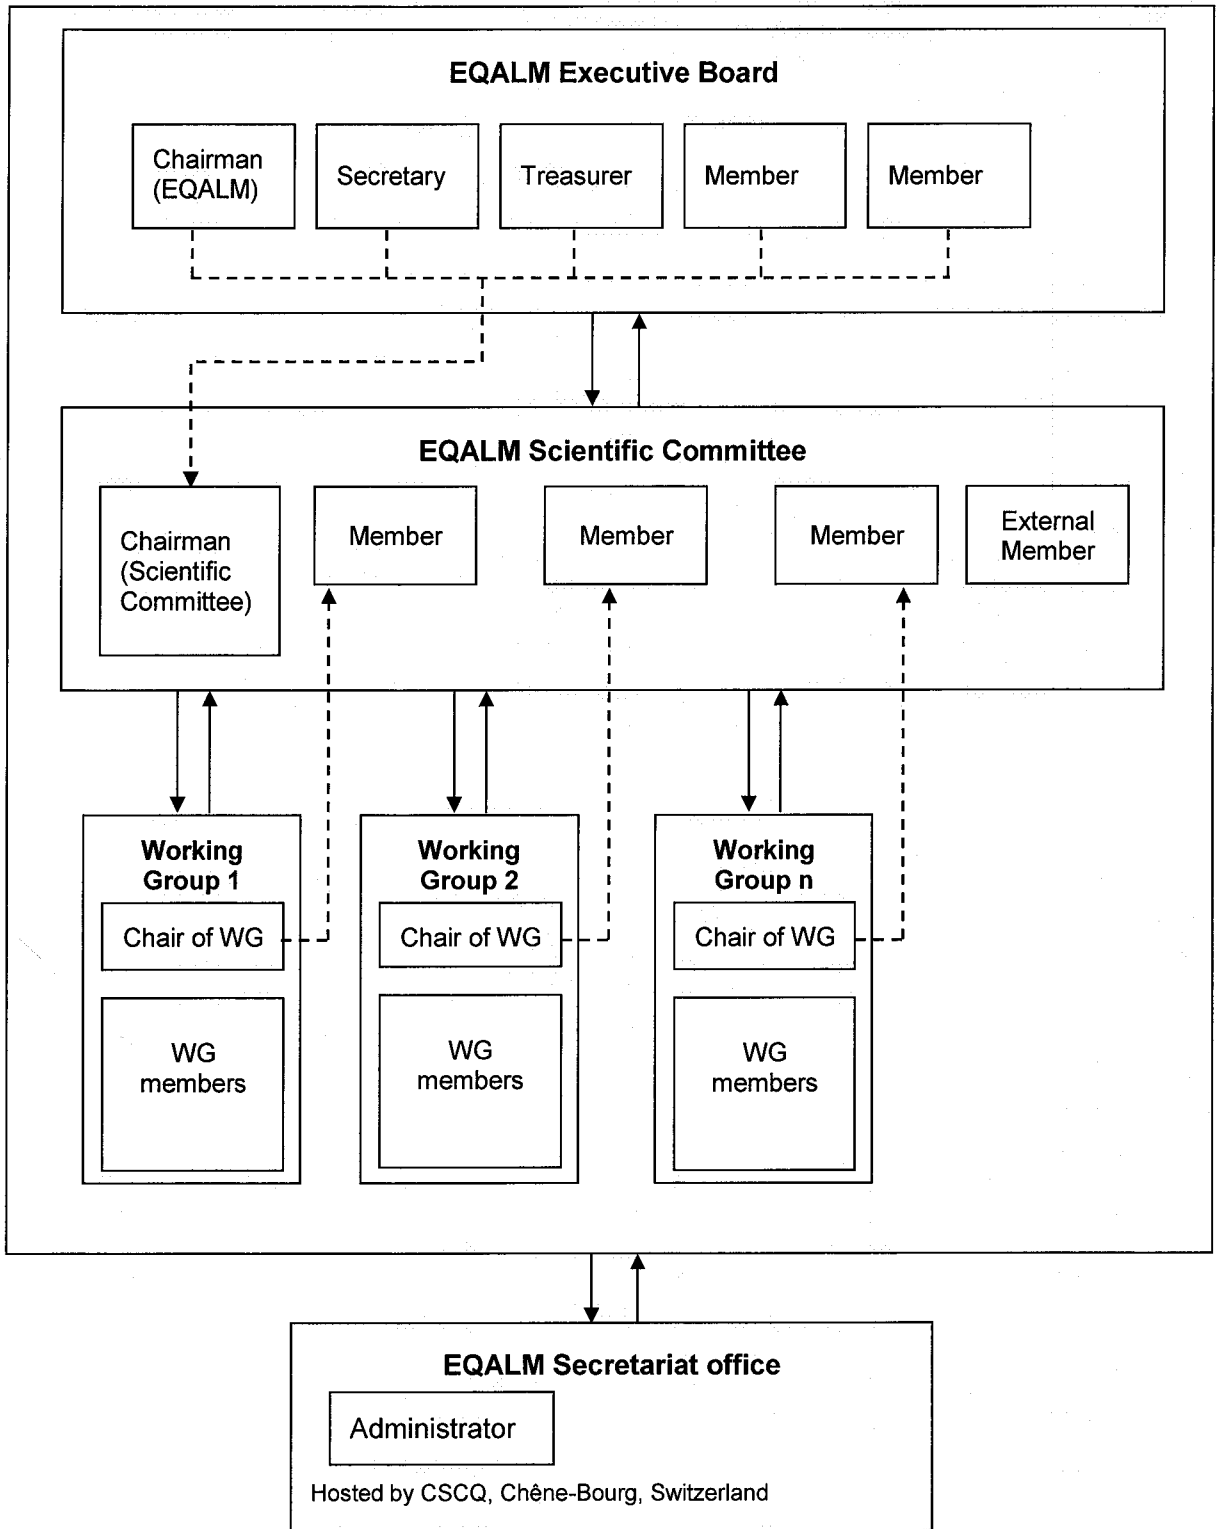 EQALM Executive Board
Chairman
(EQALM)
Secretary
Treasurer
Member
Member
EQALM Scientific Committee
Chairman
(Scientific
Committee)
Member
Member
Member
External
Member
Working
Group 1
Chair of WG
WG
members
Working
Group 2
Chair of WG
WG
members
Working
Group n
Chair of WG
WG
members
EQALM Secretariat office
Administrator
Hosted by CSCQ, Chêne-Bourg, Switzerland